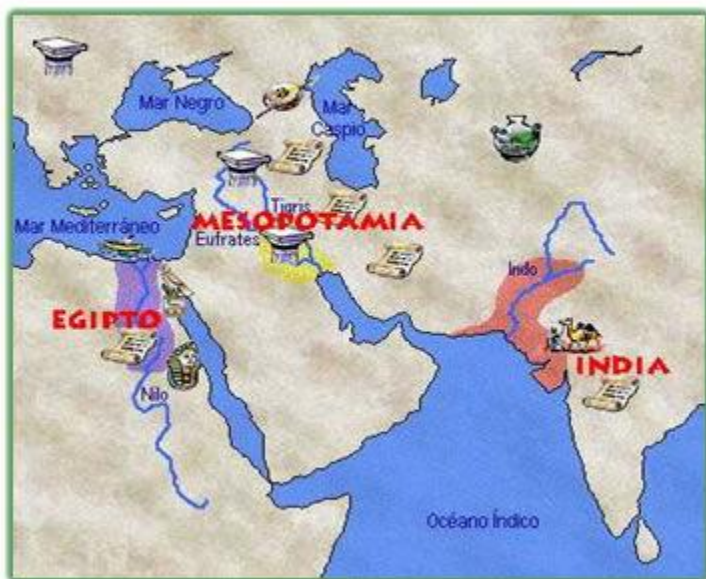 Mar Negro
Mar
Caspio
Tigris
Mar Mediterráneo
MESOPOTAMIA
Eufrates
Indo
EGIPTO
INDIA
Nilo
Océano Índico